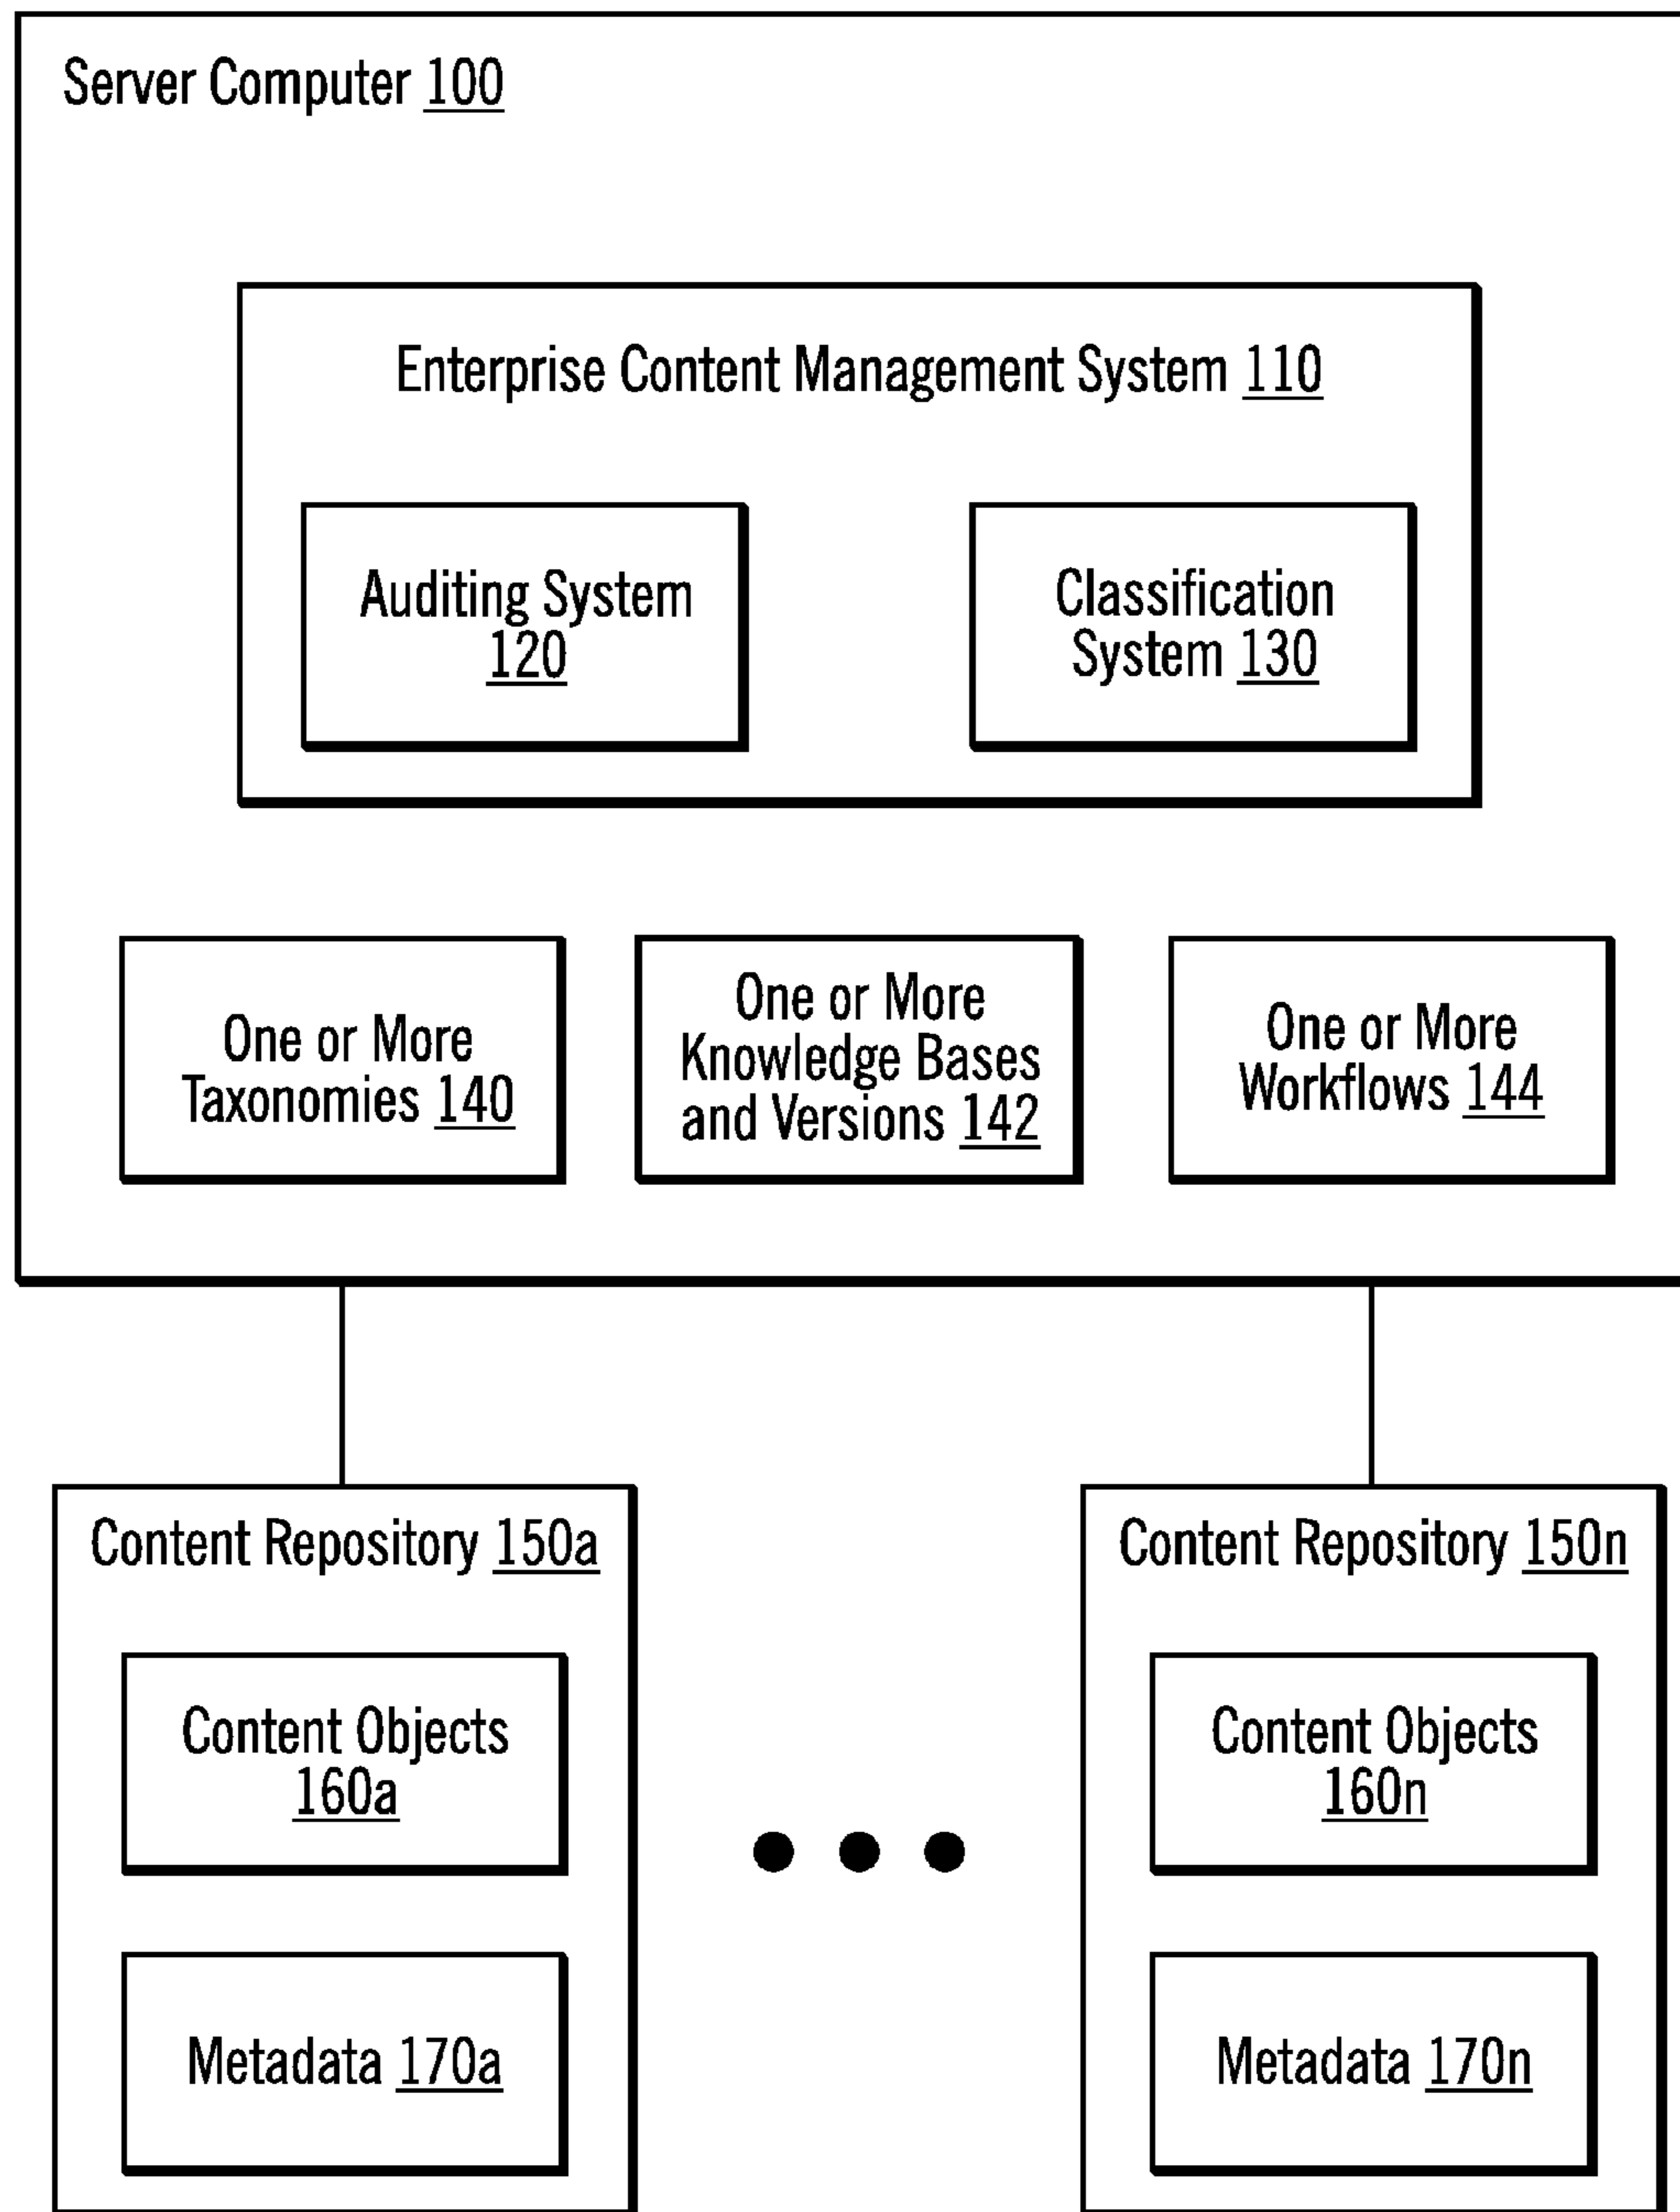 Server Computer 100
Enterprise Content Management System 110
Auditing System
120
Classification
System 130
One or More
Taxonomies 140
One or More
Knowledge Bases
and Versions 142
One or More
Workflows 144
Content Repository 150a
Content Objects
160a
Metadata 170a
Content Repository 150n
Content Objects
160n
Metadata 170n